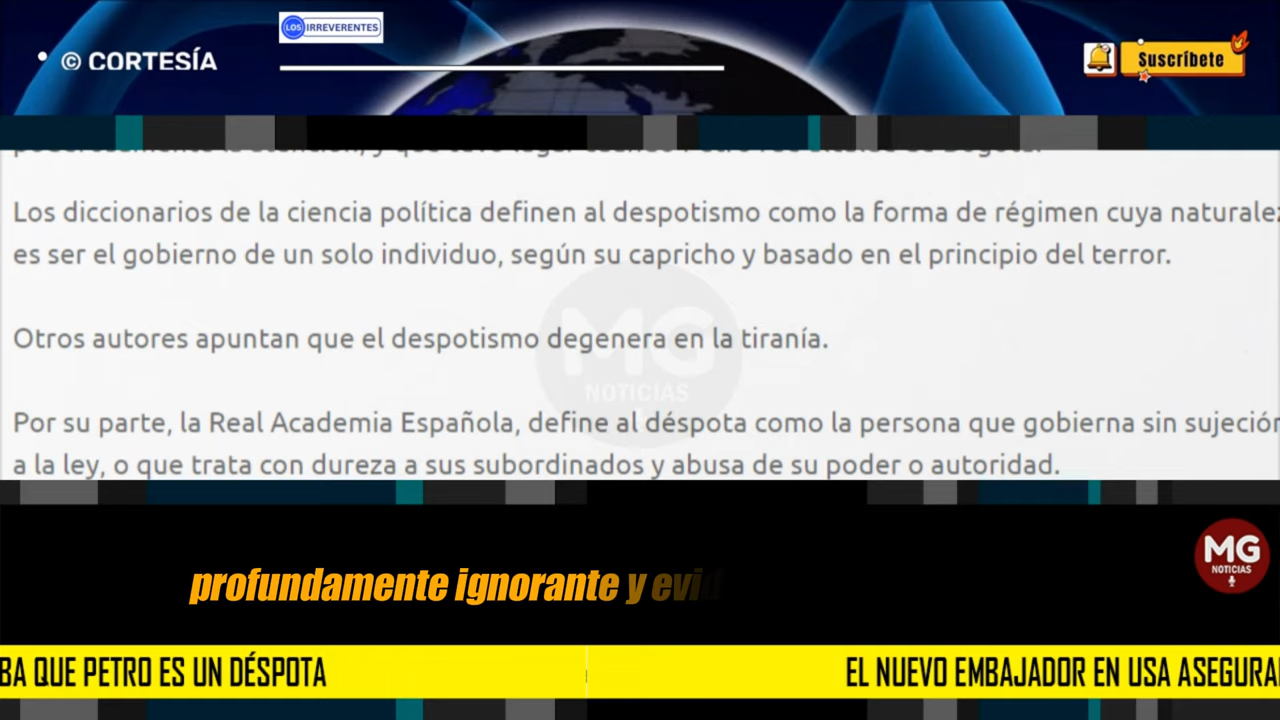 LOS IRREVERENTES
© CORTESÍA
Suscríbete
Los diccionarios de la ciencia política definen al despotismo como la forma de régimen cuya
es ser el gobierno de un solo individuo, según su capricho y basado en el principio del terror.
Otros autores apuntan que el despotismo degenera en la tiranía.
MG
NOTICIAS
Por su parte, la Real Academia Española, define al déspota como la persona que gobierna sin
a la ley, o que trata con dureza a sus subordinados y abusa de su poder o autoridad.
MG
NOTICIAS
profundamente ignorante y
BA QUE PETRO ES UN DÉSPOTA
EL NUEVO EMBAJADOR EN USA